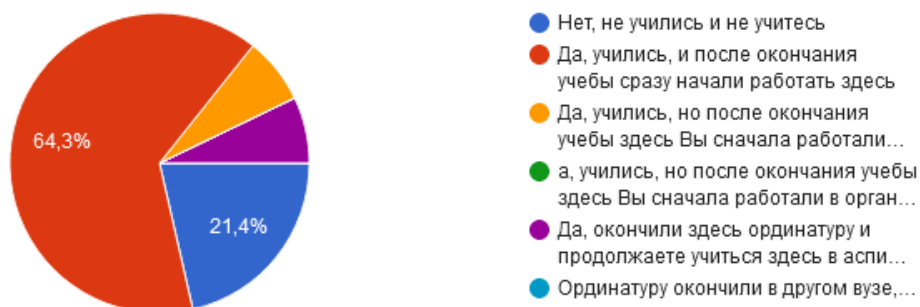 64,3%
21,4%
Нет, не учились и не учитесь
Да, учились, и после окончания
учебы сразу начали работать здесь
Да, учились, но после окончания
учебы здесь Вы сначала работали…
а, учились, но после окончания учебы
здесь Вы сначала работали в орган…
Да, окончили здесь ординатуру и
продолжаете учиться здесь в аспи…
Ординатуру окончили в другом вузе,…